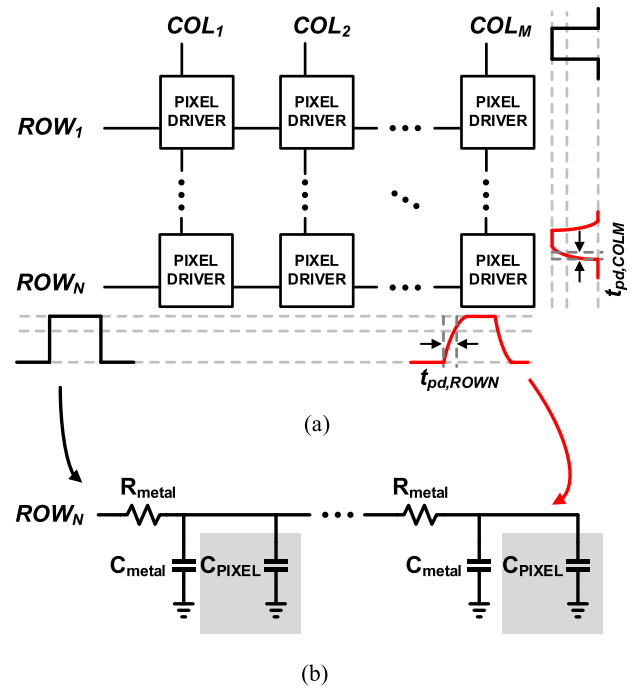 COL1 COL2 COLM
PIXEL DRIVER PIXEL DRIVER PIXEL DRIVER
ROW1
PIXEL DRIVER PIXEL DRIVER PIXEL DRIVER
ROWN
tpd,COLM
tpd,ROWN
(a)
Rmetal Rmetal
ROWN
Cmetal CPIXEL Cmetal CPIXEL
(b)